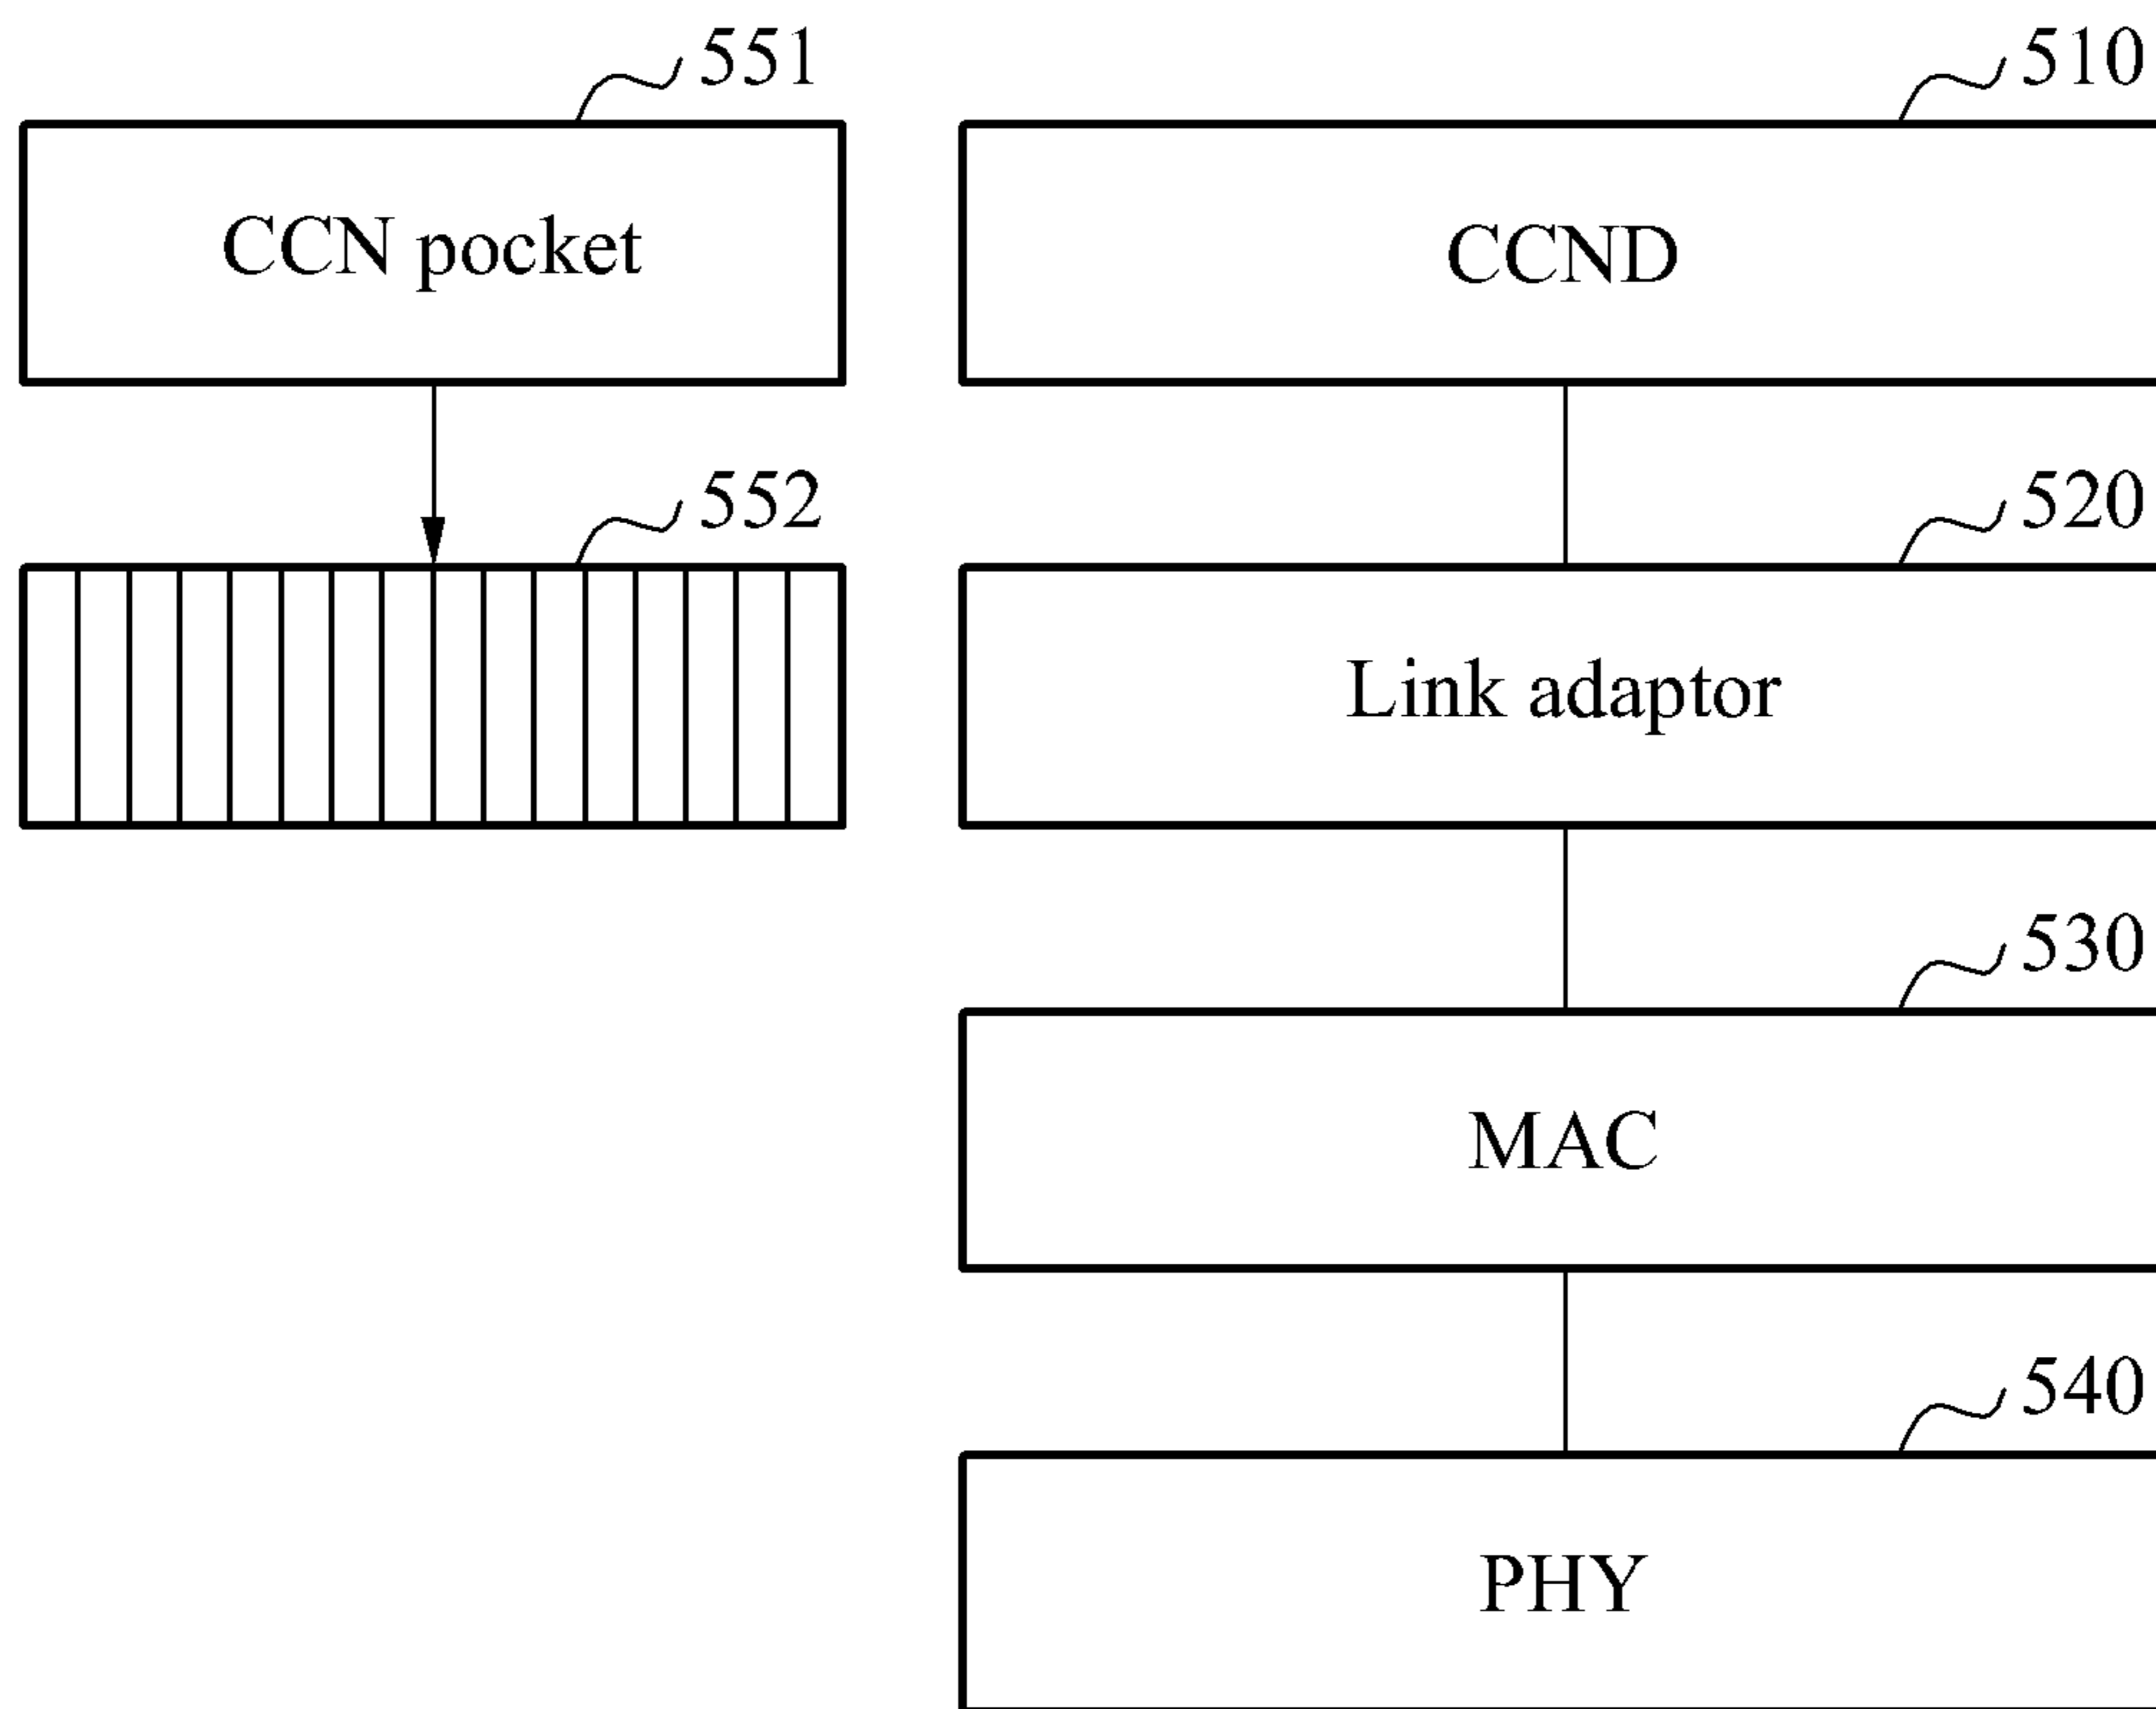 551
510
CCN pocket
CCND
552
520
Link adaptor
530
MAC
540
PHY